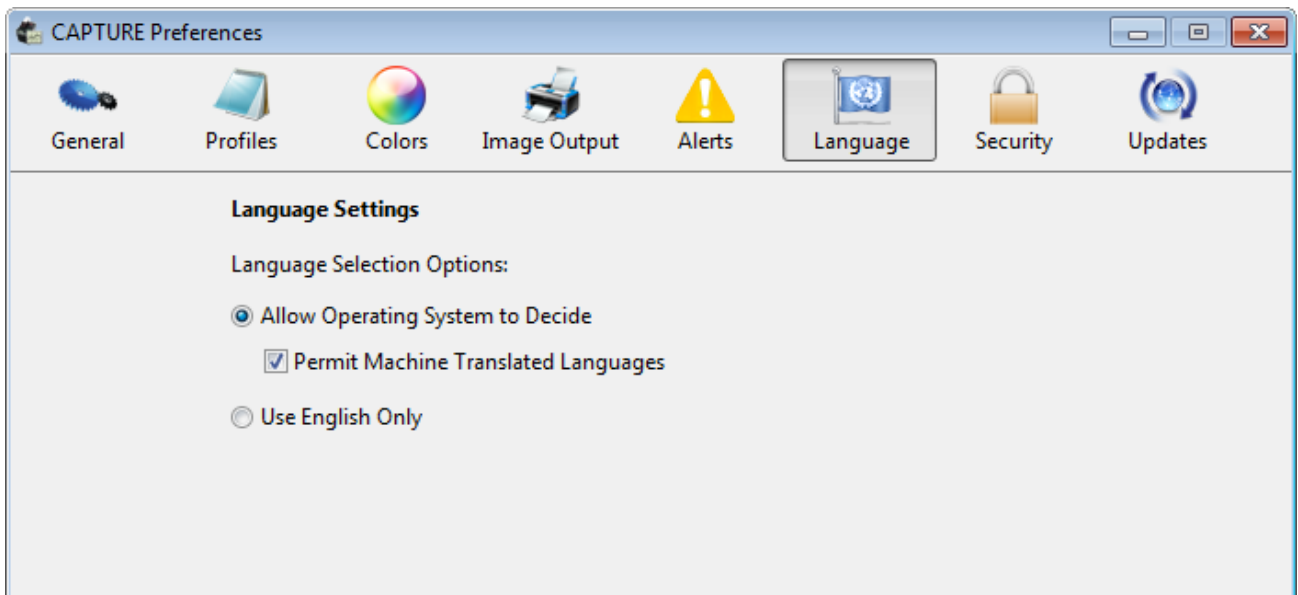 CAPTURE Preferences
General Profiles Colors Image Output Alerts Language Security Updates
Language Settings
Language Selection Options:
Allow Operating System to Decide
Permit Machine Translated Languages
Use English Only